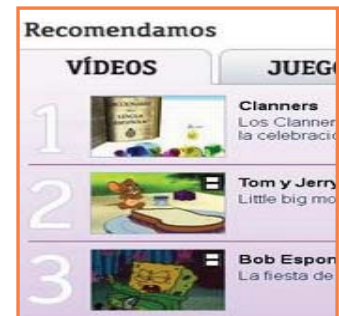 Recomendamos
VÍDEOS
JUEG
1
Clanners
Los Clanner
la celebració
2
Tom y Jerry
Little big mo
3
Bob Espon
La fiesta de